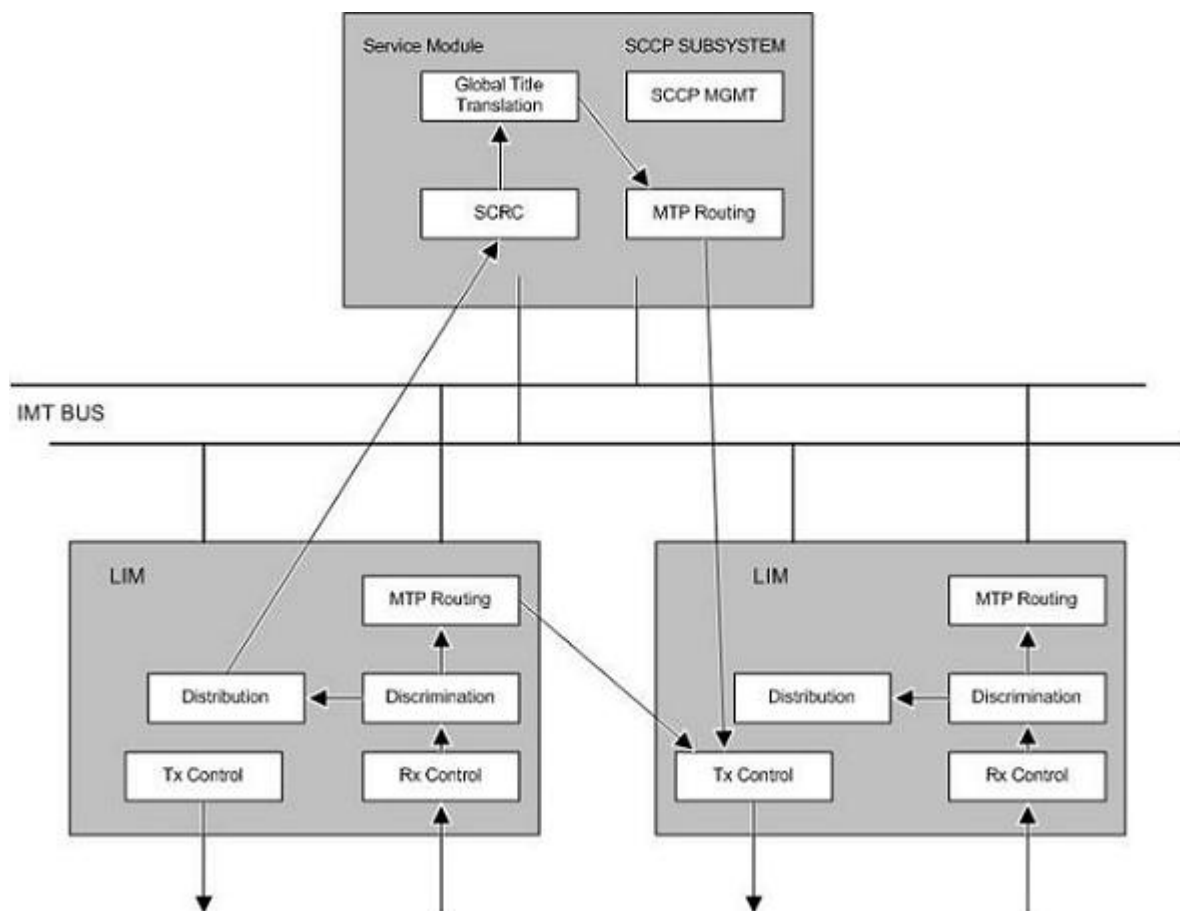 Service Module
SCCP SUBSYSTEM
Global Title
Translation
SCCP MGMT
SCRC
MTP Routing
IMT BUS
LIM
MTP Routing
Distribution
Discrimination
Tx Control
Rx Control
LIM
MTP Routing
Distribution
Discrimination
Tx Control
Rx Control